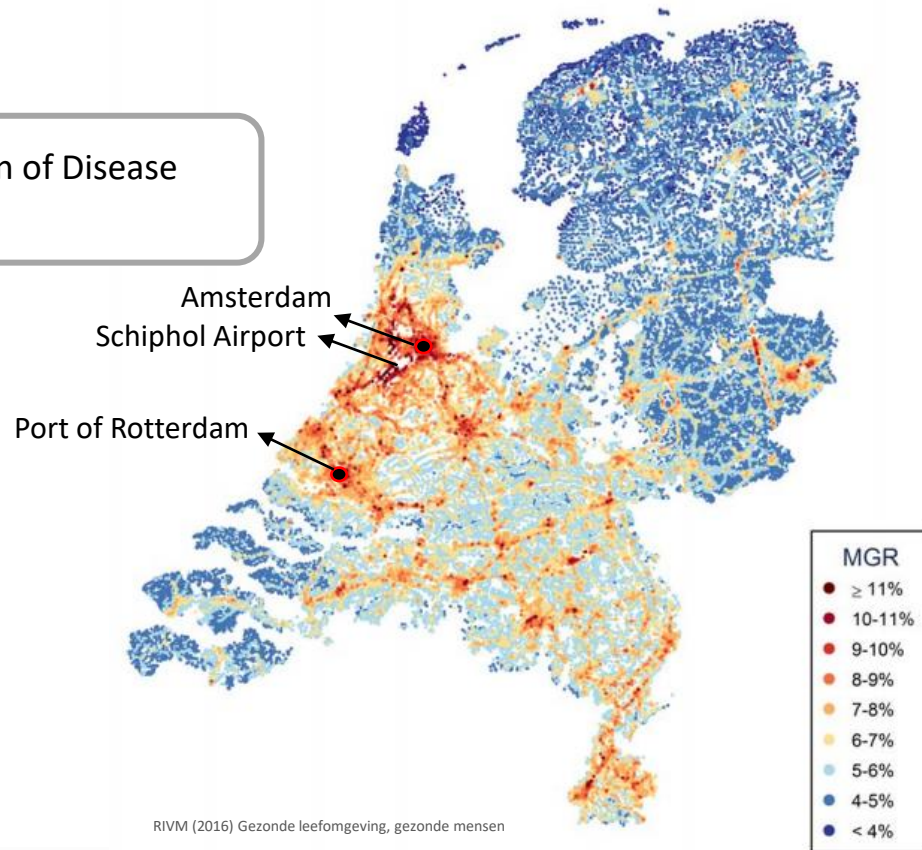 of Disease
Amsterdam
Schiphol Airport
Port of Rotterdam
MGR
≥ 11%
10-11%
9-10%
8-9%
7-8%
6-7%
5-6%
4-5%
< 4%
RIVM (2016) Gezonde leefomgeving, gezonde mensen